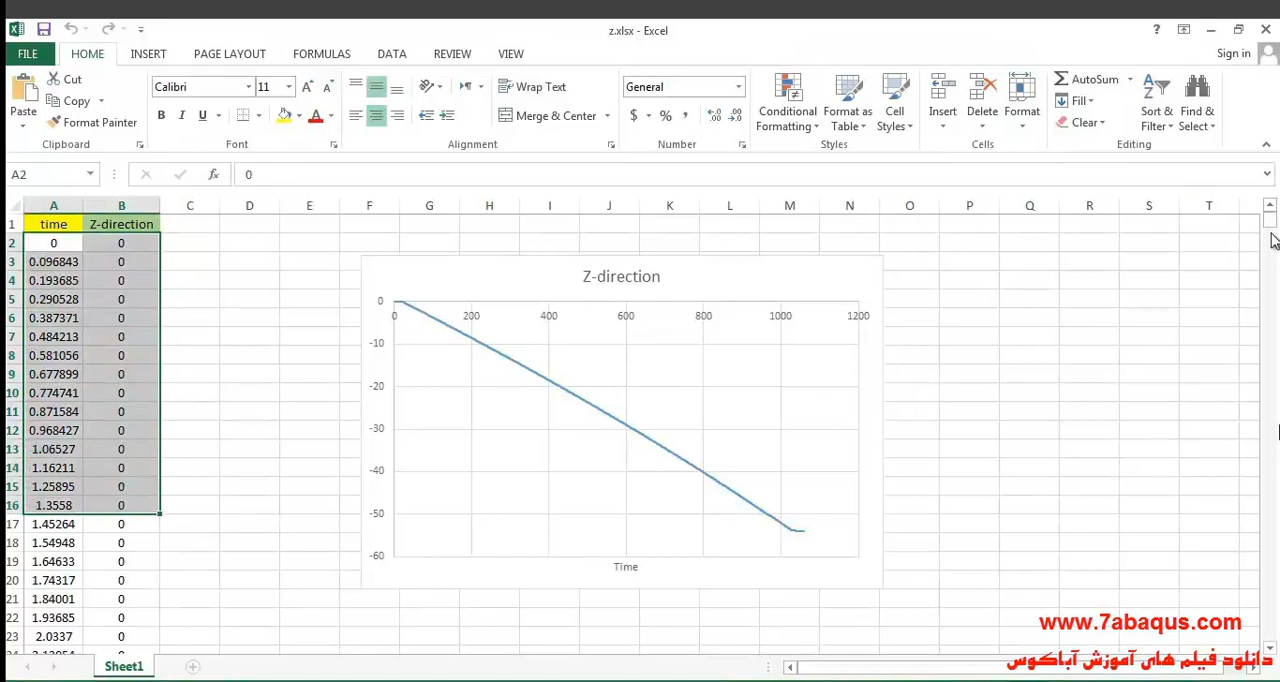 z.xlsx - Excel
Sign in
FILE HOME INSERT PAGE LAYOUT FORMULAS DATA REVIEW VIEW
Paste
Cut
Copy
Format Painter
Clipboard
Calibri 11
B I U
Font
Wrap Text
Merge & Center
Alignment
General
$ % ,
Number
Conditional Formatting
Format as Table
Cell Styles
Styles
Insert Delete Format
Cells
AutoSum
Fill
Clear
Sort & Filter
Find & Select
Editing
A2 fx 0
A B C D E F G H I J K L M N O P Q R S T
1 time Z-direction
2 0 0
3 0.096843 0
4 0.193685 0
5 0.290528 0
6 0.387371 0
7 0.484213 0
8 0.581056 0
9 0.677899 0
10 0.774741 0
11 0.871584 0
12 0.968427 0
13 1.06527 0
14 1.16211 0
15 1.25895 0
16 1.3558 0
17 1.45264 0
18 1.54948 0
19 1.64633 0
20 1.74317 0
21 1.84001 0
22 1.93685 0
23 2.0337 0
Z-direction
0
0 200 400 600 800 1000 1200
-10
-20
-30
-40
-50
-60
Time
www.7abaqus.com
دانلود فیلم های آموزش آباکوس
Sheet1